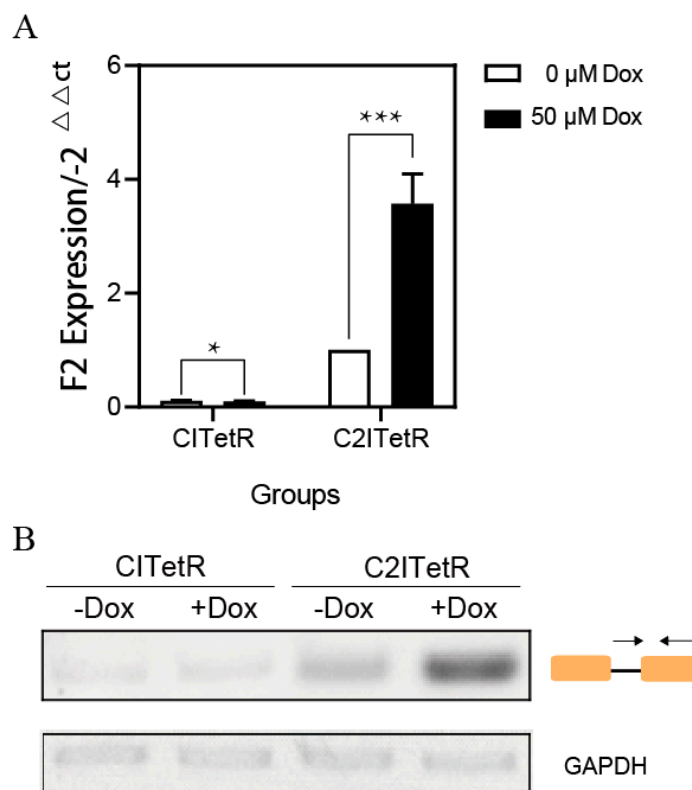 A
6
4
2
0
F2 Expression/-2 △△ct
0 µM Dox
50 µM Dox
*
***
CITetR C2ITetR
Groups
B
CITetR C2ITetR
-Dox +Dox -Dox +Dox
GAPDH